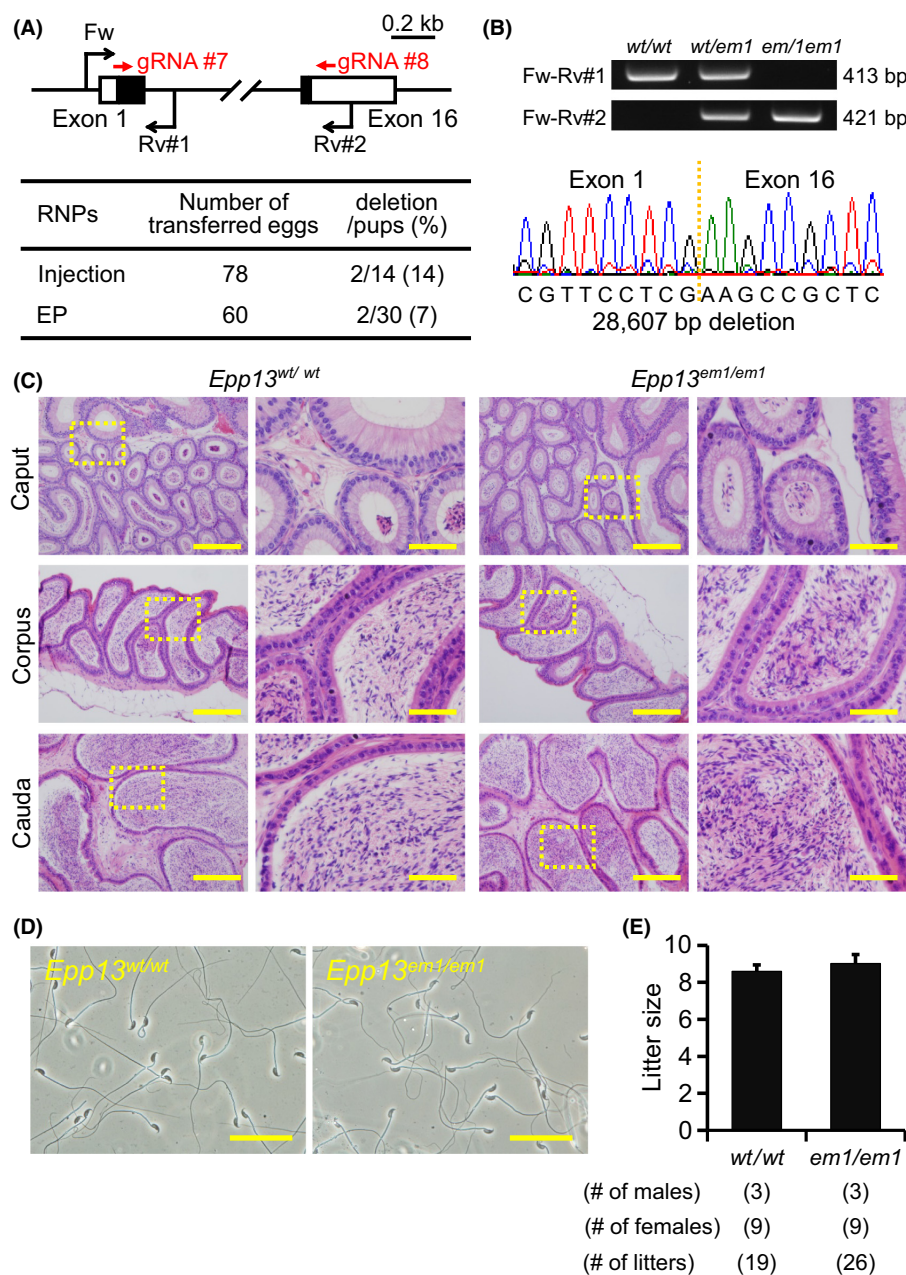 (A)
0.2 kb
Fw
gRNA #7
gRNA #8
Exon 1
Rv#1
Rv#2
Exon 16
RNPs
Number of transferred eggs
deletion /pups (%)
Injection 78 2/14 (14)
EP 60 2/30 (7)
(B)
wt/wt wt/em1 em/1em1
Fw-Rv#1 413 bp
Fw-Rv#2 421 bp
Exon 1 Exon 16
C G T T C C T C G A A G C C G C T C
28,607 bp deletion
(C)
Epp13wt/ wt Epp13em1/em1
Caput
Corpus
Cauda
(D)
Epp13wt/wt
Epp13em1/em1
(E)
Litter size
10
8
6
4
2
0
wt/wt em1/em1
(# of males) (3) (3)
(# of females) (9) (9)
(# of litters) (19) (26)